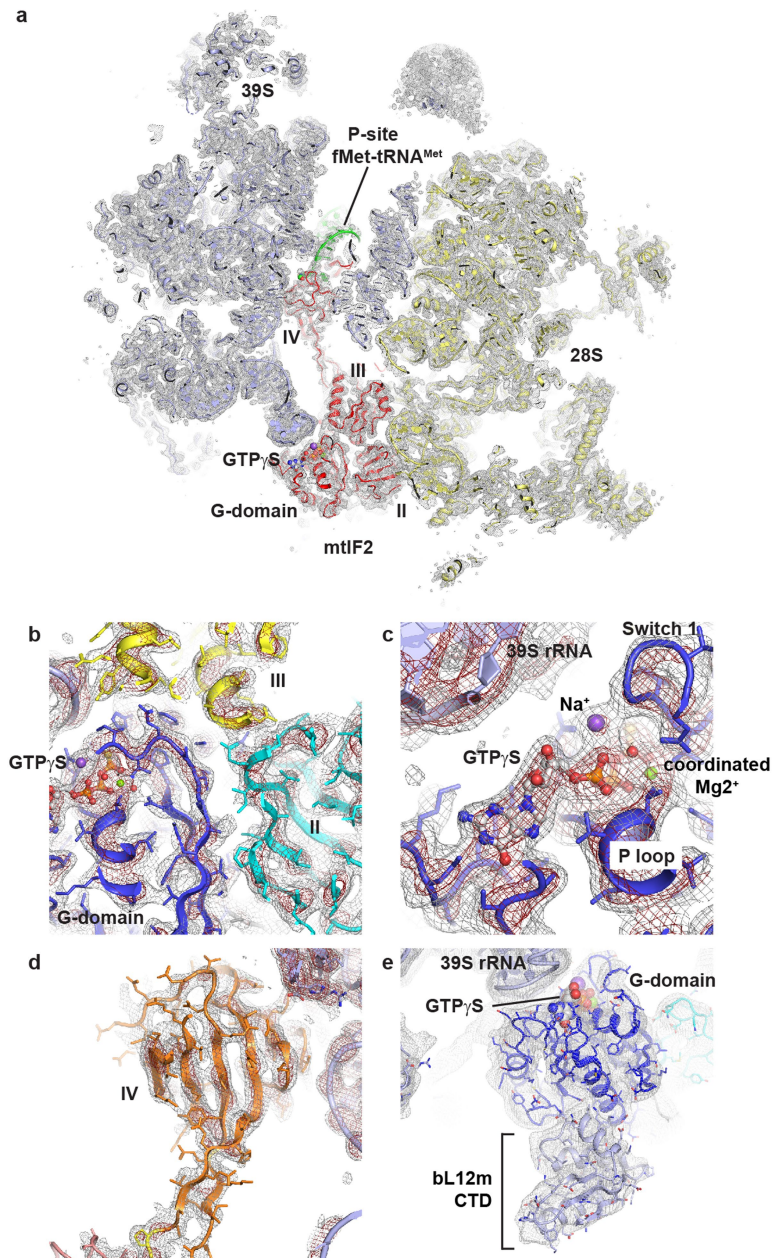 a
39S
P-site
fMet-tRNAᴹᵉᵗ
IV
III
28S
GTPγS
G-domain
II
mtIF2
b
III
GTPγS
II
G-domain
c
Switch 1
39S rRNA
Na⁺
GTPγS
coordinated
Mg2⁺
P loop
d
IV
e
39S rRNA
G-domain
GTPγS
bL12m
CTD